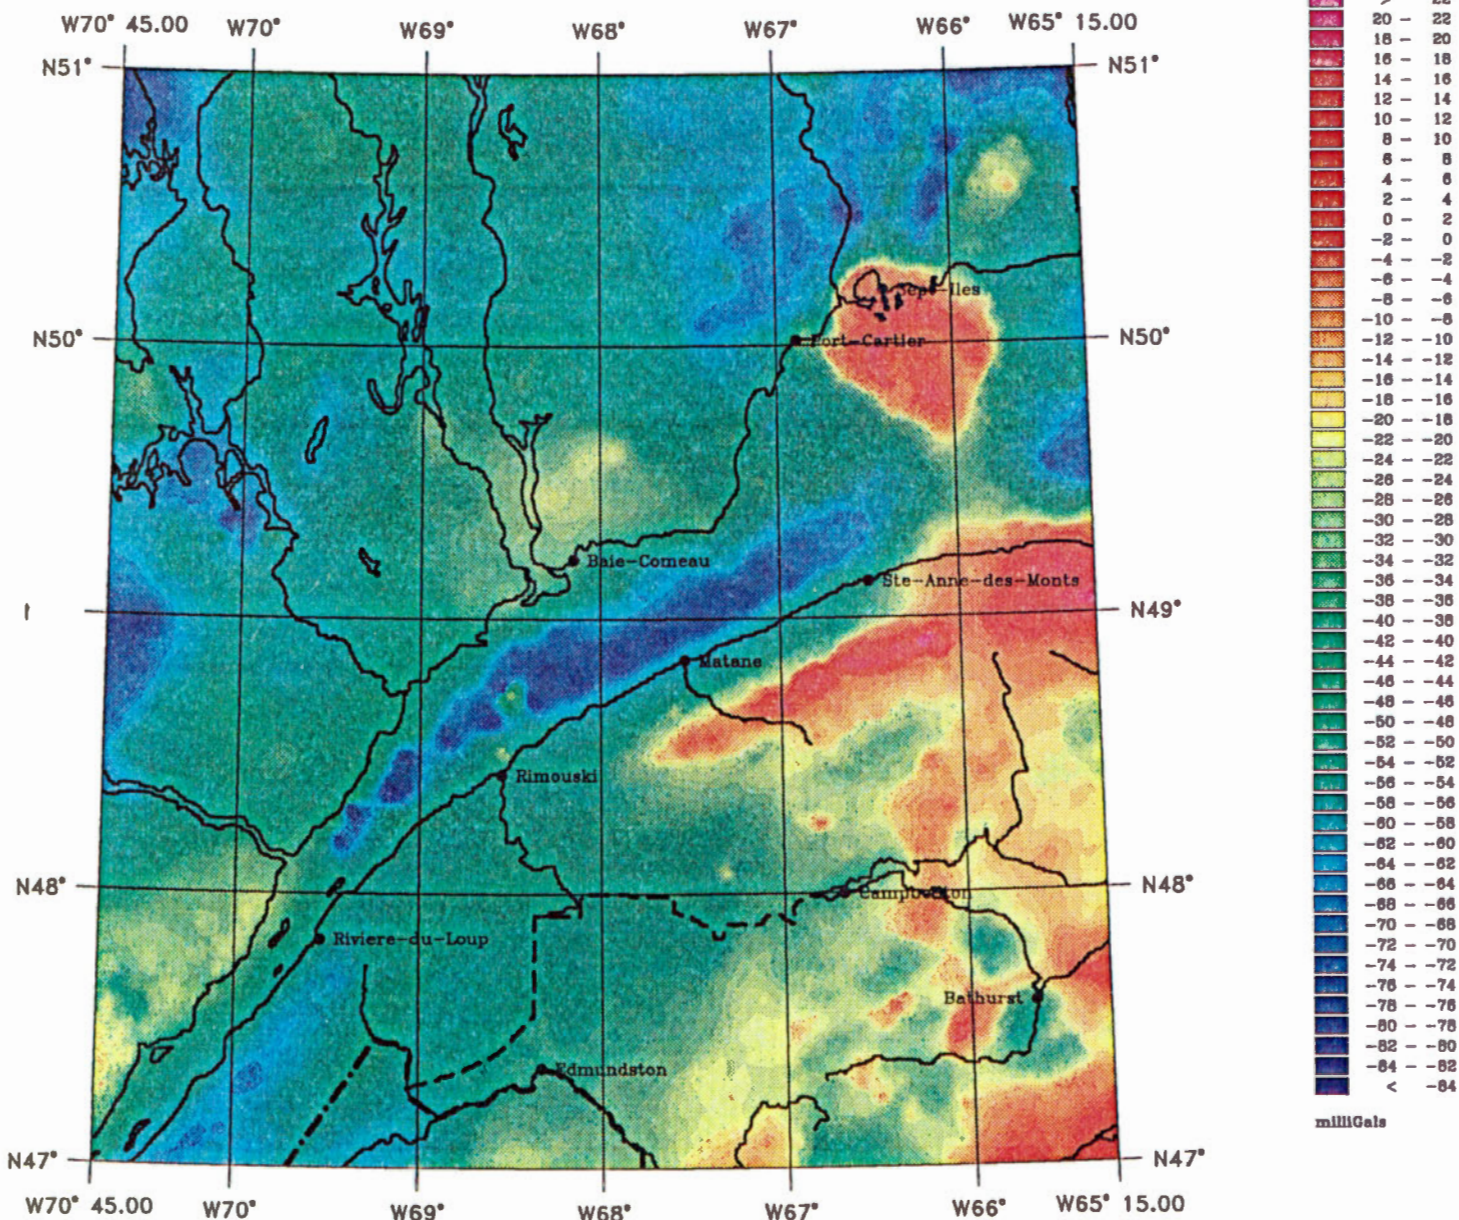 W70° 45.00 W70° W69° W68° W67° W66° W65° 15.00
N51° N51°
Sept-Iles
N50° Port-Cartier N50°
Baie-Comeau
Ste-Anne-des-Monts
N49°
Matane
Rimouski
N48° Campbellton N48°
Riviere-du-Loup
Bathurst
Edmundston
N47° N47°
W70° 45.00 W70° W69° W68° W67° W66° W65° 15.00
> 22
20 - 22
18 - 20
16 - 18
14 - 16
12 - 14
10 - 12
8 - 10
6 - 8
4 - 6
2 - 4
0 - 2
-2 - 0
-4 - -2
-6 - -4
-8 - -6
-10 - -8
-12 - -10
-14 - -12
-16 - -14
-18 - -16
-20 - -18
-22 - -20
-24 - -22
-26 - -24
-28 - -26
-30 - -28
-32 - -30
-34 - -32
-36 - -34
-38 - -36
-40 - -38
-42 - -40
-44 - -42
-46 - -44
-48 - -46
-50 - -48
-52 - -50
-54 - -52
-56 - -54
-58 - -56
-60 - -58
-62 - -60
-64 - -62
-66 - -64
-68 - -66
-70 - -68
-72 - -70
-74 - -72
-76 - -74
-78 - -76
-80 - -78
-82 - -80
-84 - -82
< -84
milliGals